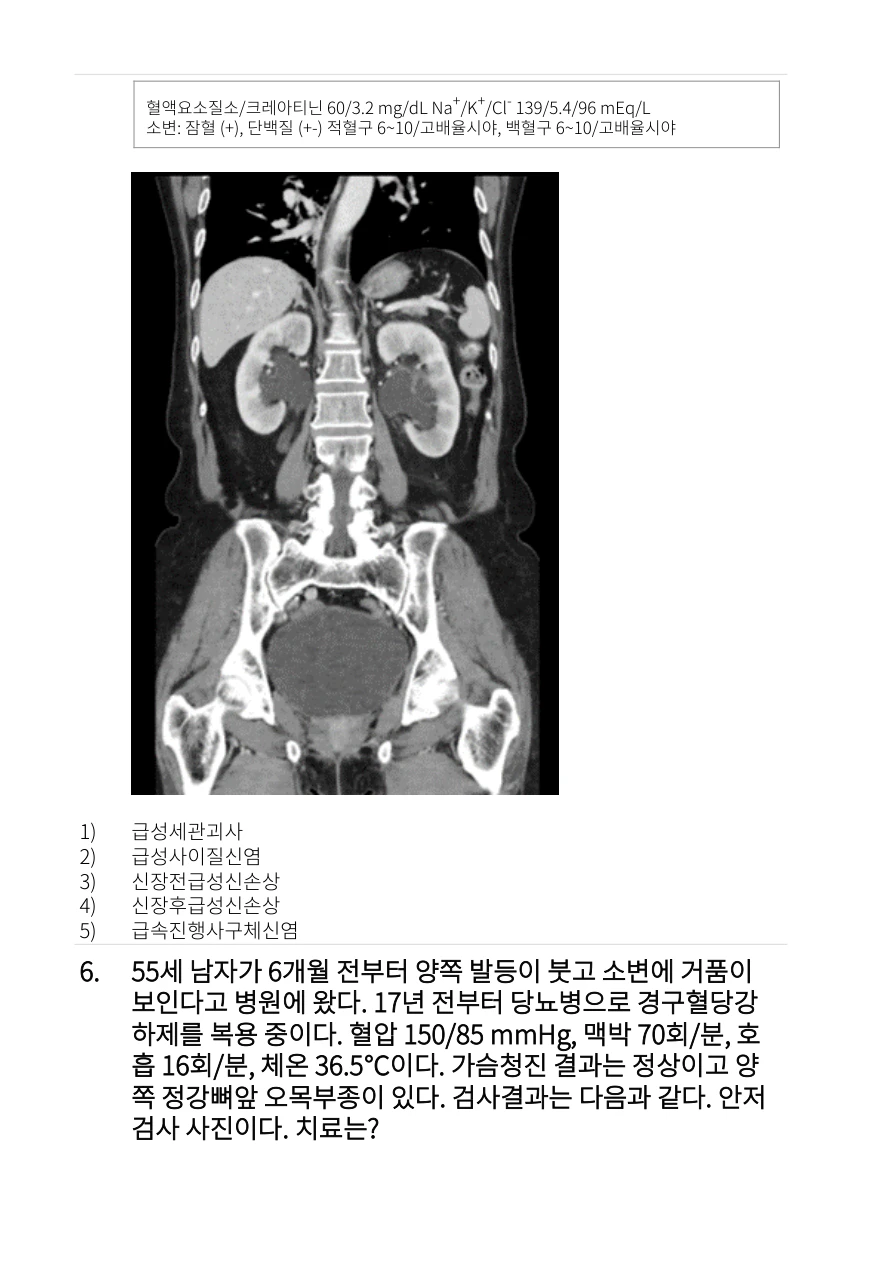 혈액요소질소/크레아티닌 60/3.2 mg/dL Na⁺/K⁺/Cl⁻ 139/5.4/96 mEq/L
소변: 잠혈 (+), 단백질 (+-) 적혈구 6~10/고배율시야, 백혈구 6~10/고배율시야
1) 급성세관괴사
2) 급성사이질신염
3) 신장전급성신손상
4) 신장후급성신손상
5) 급속진행사구체신염
6. 55세 남자가 6개월 전부터 양쪽 발등이 붓고 소변에 거품이
보인다고 병원에 왔다. 17년 전부터 당뇨병으로 경구혈당강
하제를 복용 중이다. 혈압 150/85 mmHg, 맥박 70회/분, 호
흡 16회/분, 체온 36.5℃이다. 가슴청진 결과는 정상이고 양
쪽 정강뼈앞 오목부종이 있다. 검사결과는 다음과 같다. 안저
검사 사진이다. 치료는?